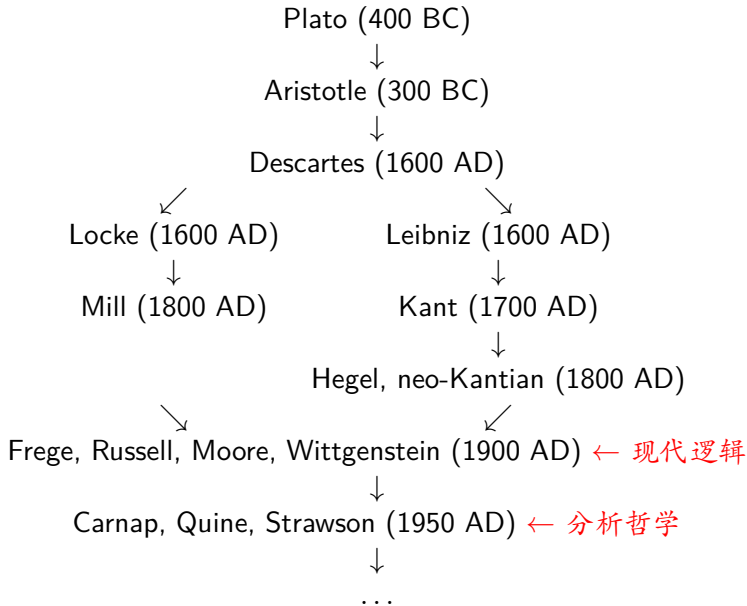 Plato (400 BC)
↓
Aristotle (300 BC)
↓
Descartes (1600 AD)
↙ ↘
Locke (1600 AD) Leibniz (1600 AD)
↓ ↓
Mill (1800 AD) Kant (1700 AD)
↓
Hegel, neo-Kantian (1800 AD)
↘ ↙
Frege, Russell, Moore, Wittgenstein (1900 AD) ← 现代逻辑
↓
Carnap, Quine, Strawson (1950 AD) ← 分析哲学
↓
...